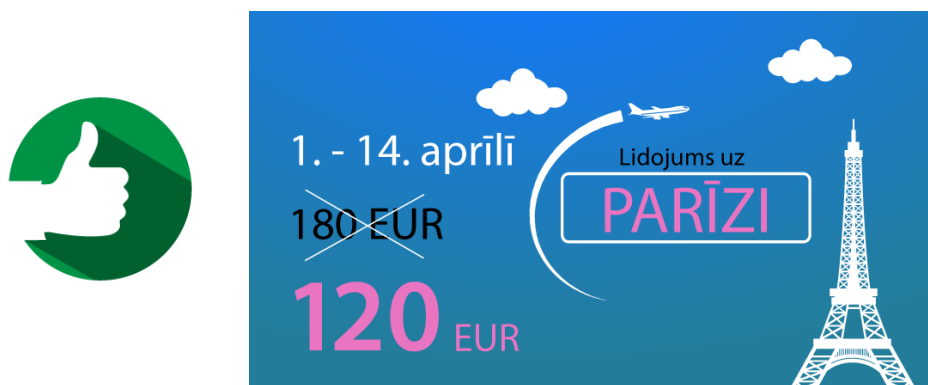 1. - 14. aprīlī
180 EUR
120 EUR
Lidojums uz
PARĪZI